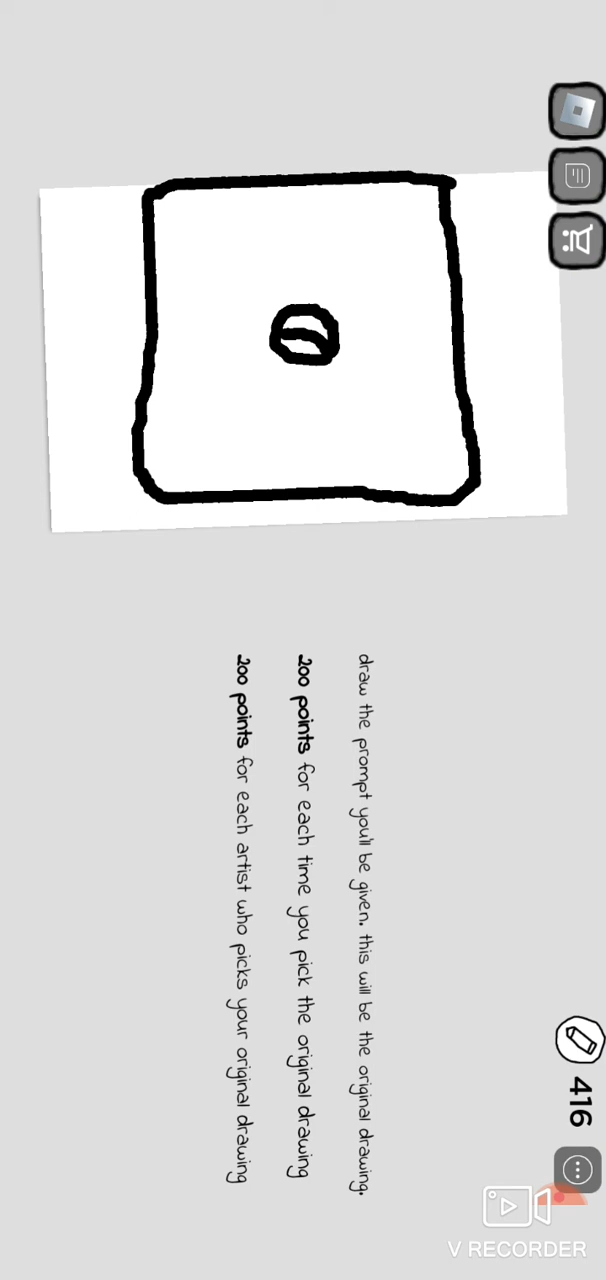 draw the prompt you'll be given. this will be the original drawing.
200 points for each time you pick the original drawing
200 points for each artist who picks your original drawing
416
V RECORDER